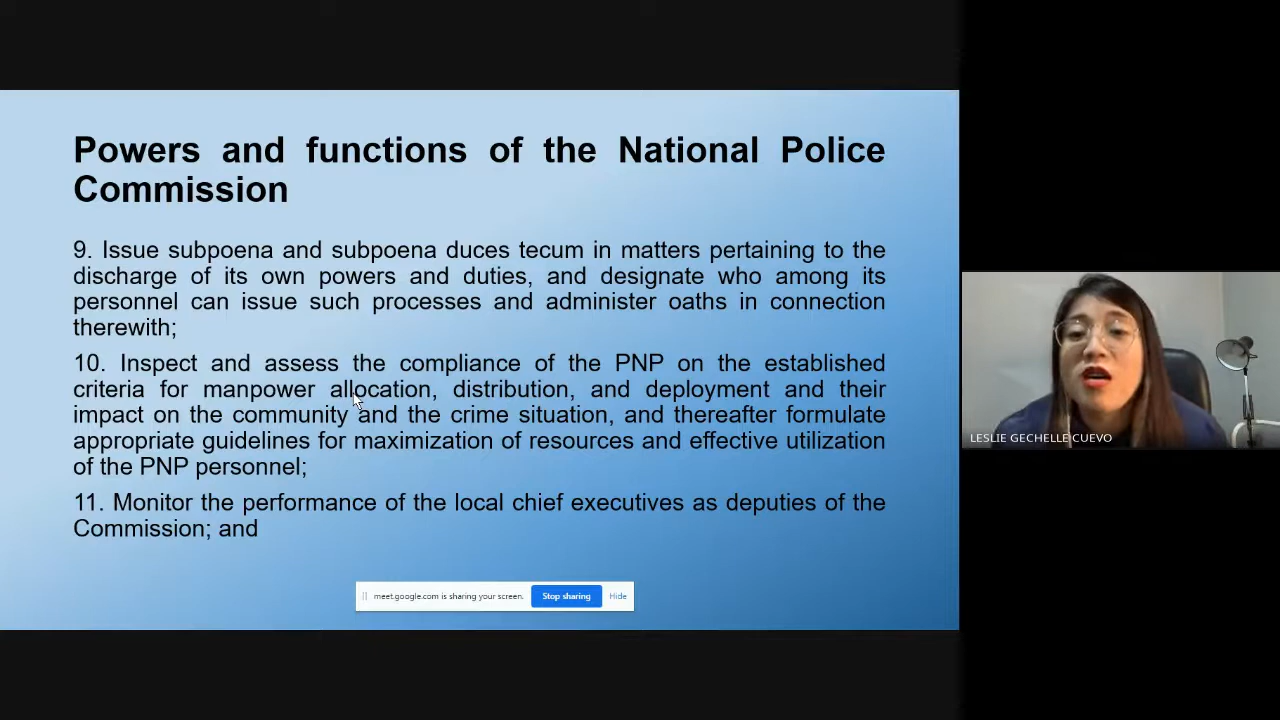 Powers and functions of the National Police
Commission
9. Issue subpoena and subpoena duces tecum in matters pertaining to the
discharge of its own powers and duties, and designate who among its
personnel can issue such processes and administer oaths in connection
therewith;
10. Inspect and assess the compliance of the PNP on the established
criteria for manpower allocation, distribution, and deployment and their
impact on the community and the crime situation, and thereafter formulate
appropriate guidelines for maximization of resources and effective utilization
of the PNP personnel;
11. Monitor the performance of the local chief executives as deputies of the
Commission; and
meet.google.com is sharing your screen. Stop sharing Hide
LESLIE GECHELLE CUEVO